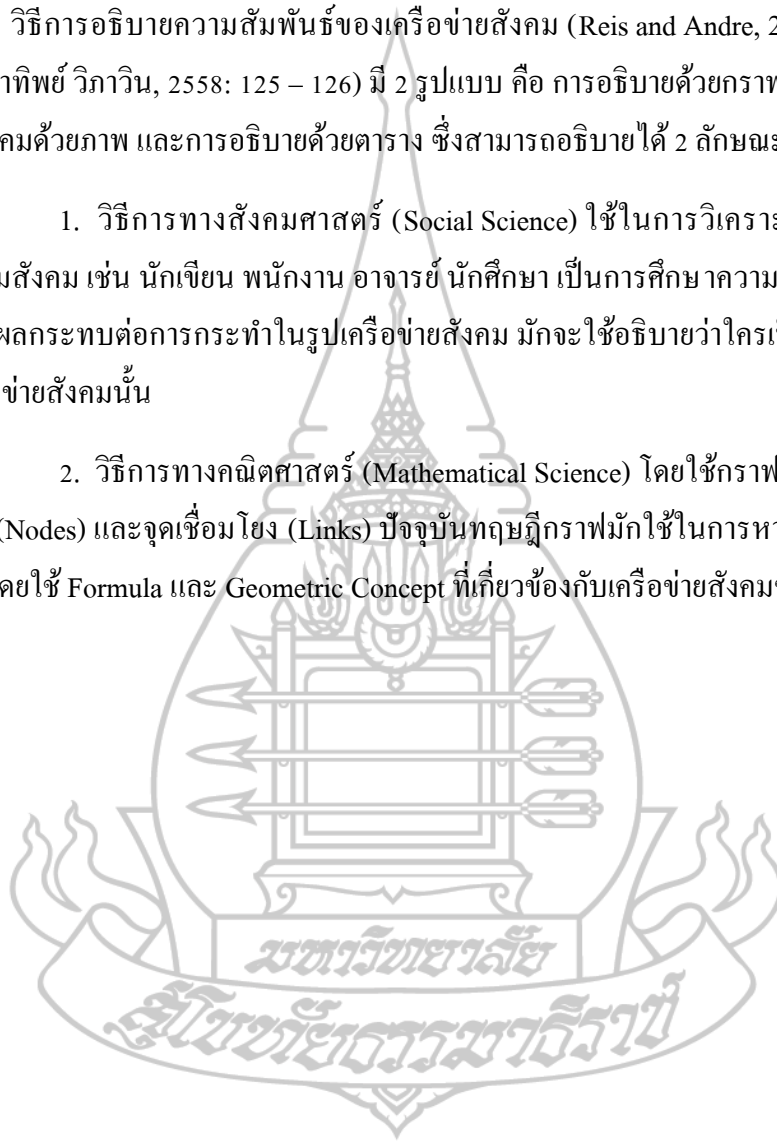 วิธีการอธิบายความสัมพันธ์ของเครือข่ายสังคม (Reis and Andre, 2
าทิพย์ วิภาวิน, 2558: 125 – 126) มี 2 รูปแบบ คือ การอธิบายด้วยกราฟ
คมด้วยภาพ และการอธิบายด้วยตาราง ซึ่งสามารถอธิบายได้ 2 ลักษณะ
1. วิธีการทางสังคมศาสตร์ (Social Science) ใช้ในการวิเคราะ
มสังคม เช่น นักเขียน พนักงาน อาจารย์ นักศึกษา เป็นการศึกษาความ
ผลกระทบต่อการกระทำในรูปเครือข่ายสังคม มักจะใช้อธิบายว่าใครเ
ข่ายสังคมนั้น
2. วิธีการทางคณิตศาสตร์ (Mathematical Science) โดยใช้กราฟ
(Nodes) และจุดเชื่อมโยง (Links) ปัจจุบันทฤษฎีกราฟมักใช้ในการหา
ดยใช้ Formula และ Geometric Concept ที่เกี่ยวข้องกับเครือข่ายสังคม
มหาวิทยาลัย
สุโขทัยธรรมาธิราช